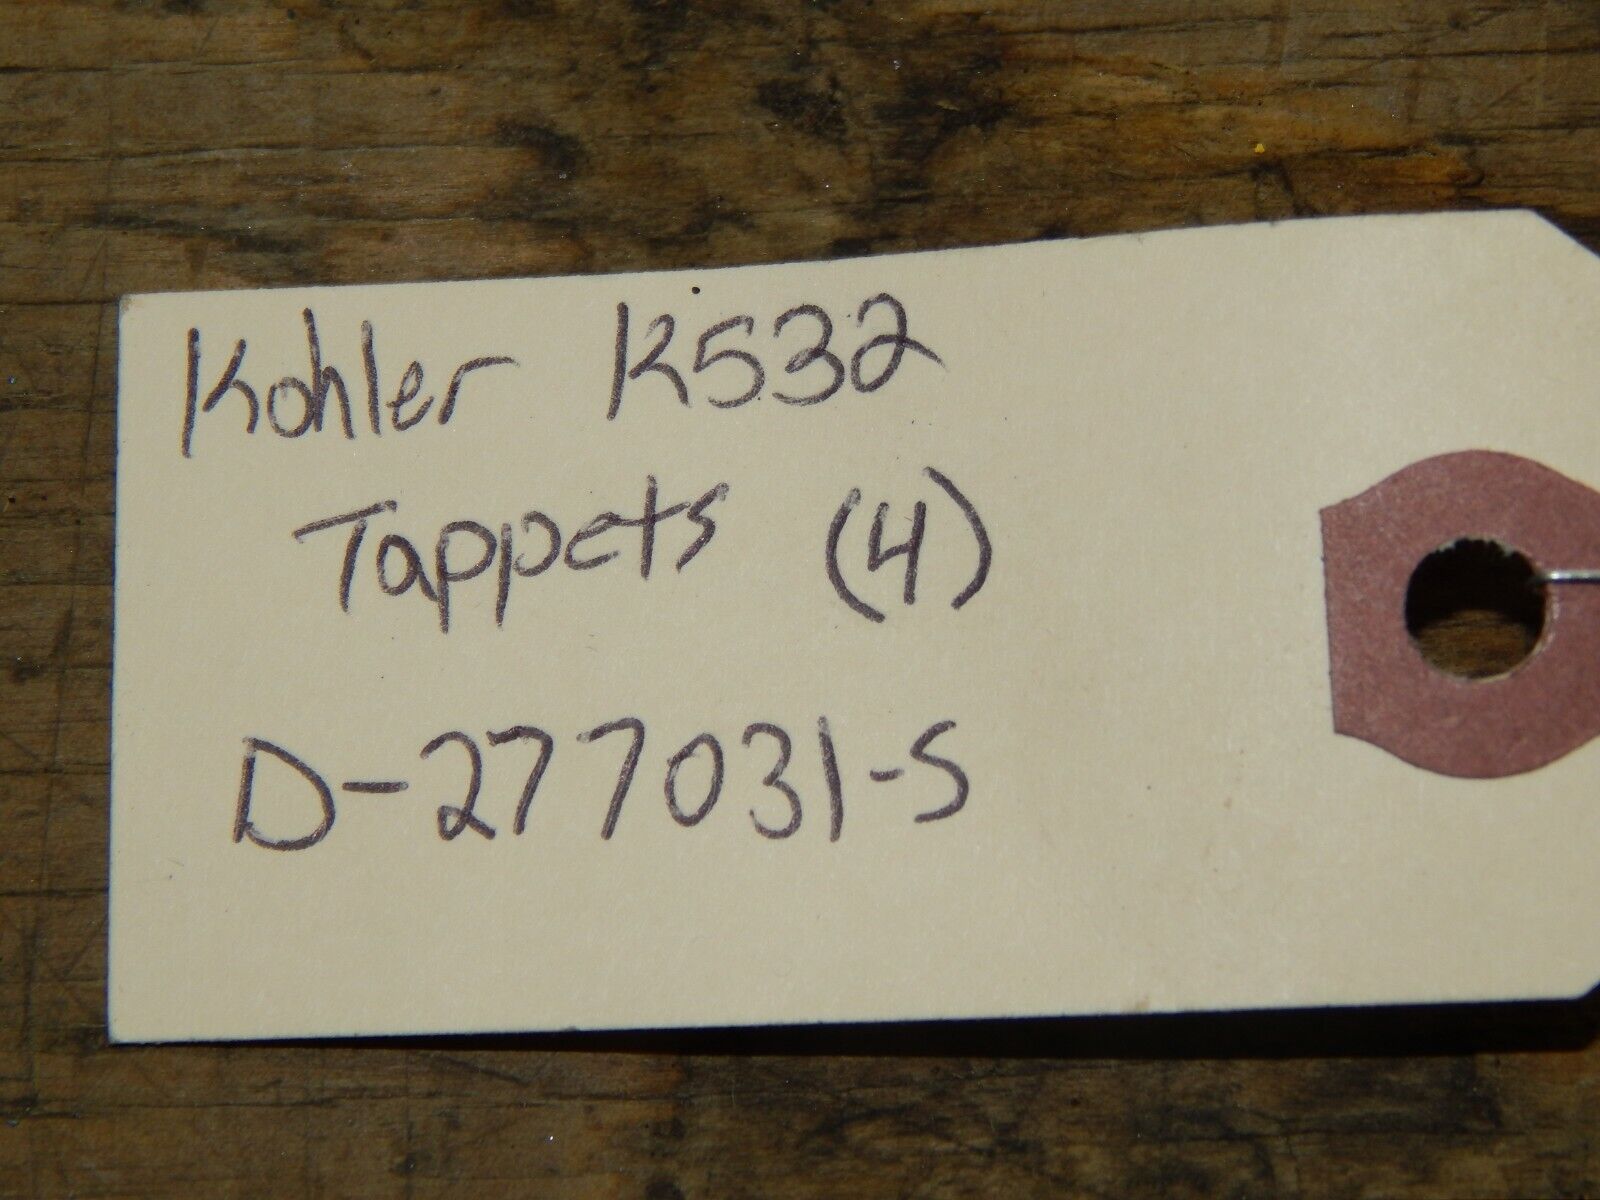 Kohler K532
Tappets (4)
D-277031-S